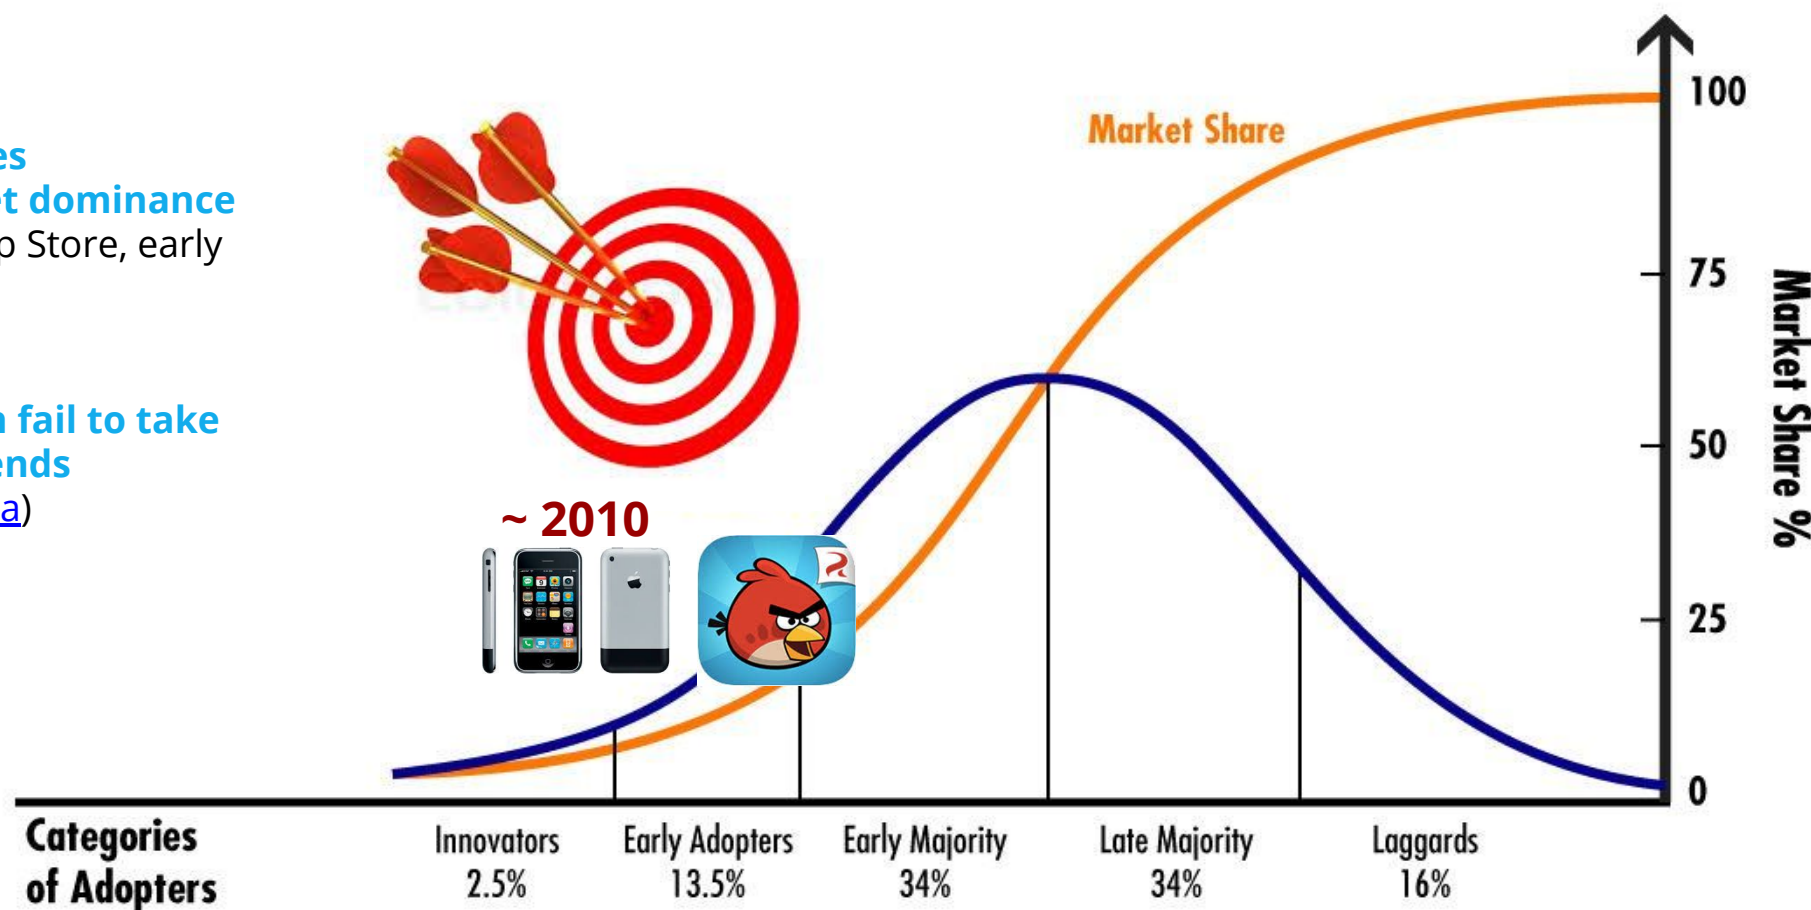 es
et dominance
p Store, early
n fail to take
ends
a)
~ 2010
Market Share
100
75
50
25
0
Market Share %
Categories
of Adopters
Innovators
2.5%
Early Adopters
13.5%
Early Majority
34%
Late Majority
34%
Laggards
16%